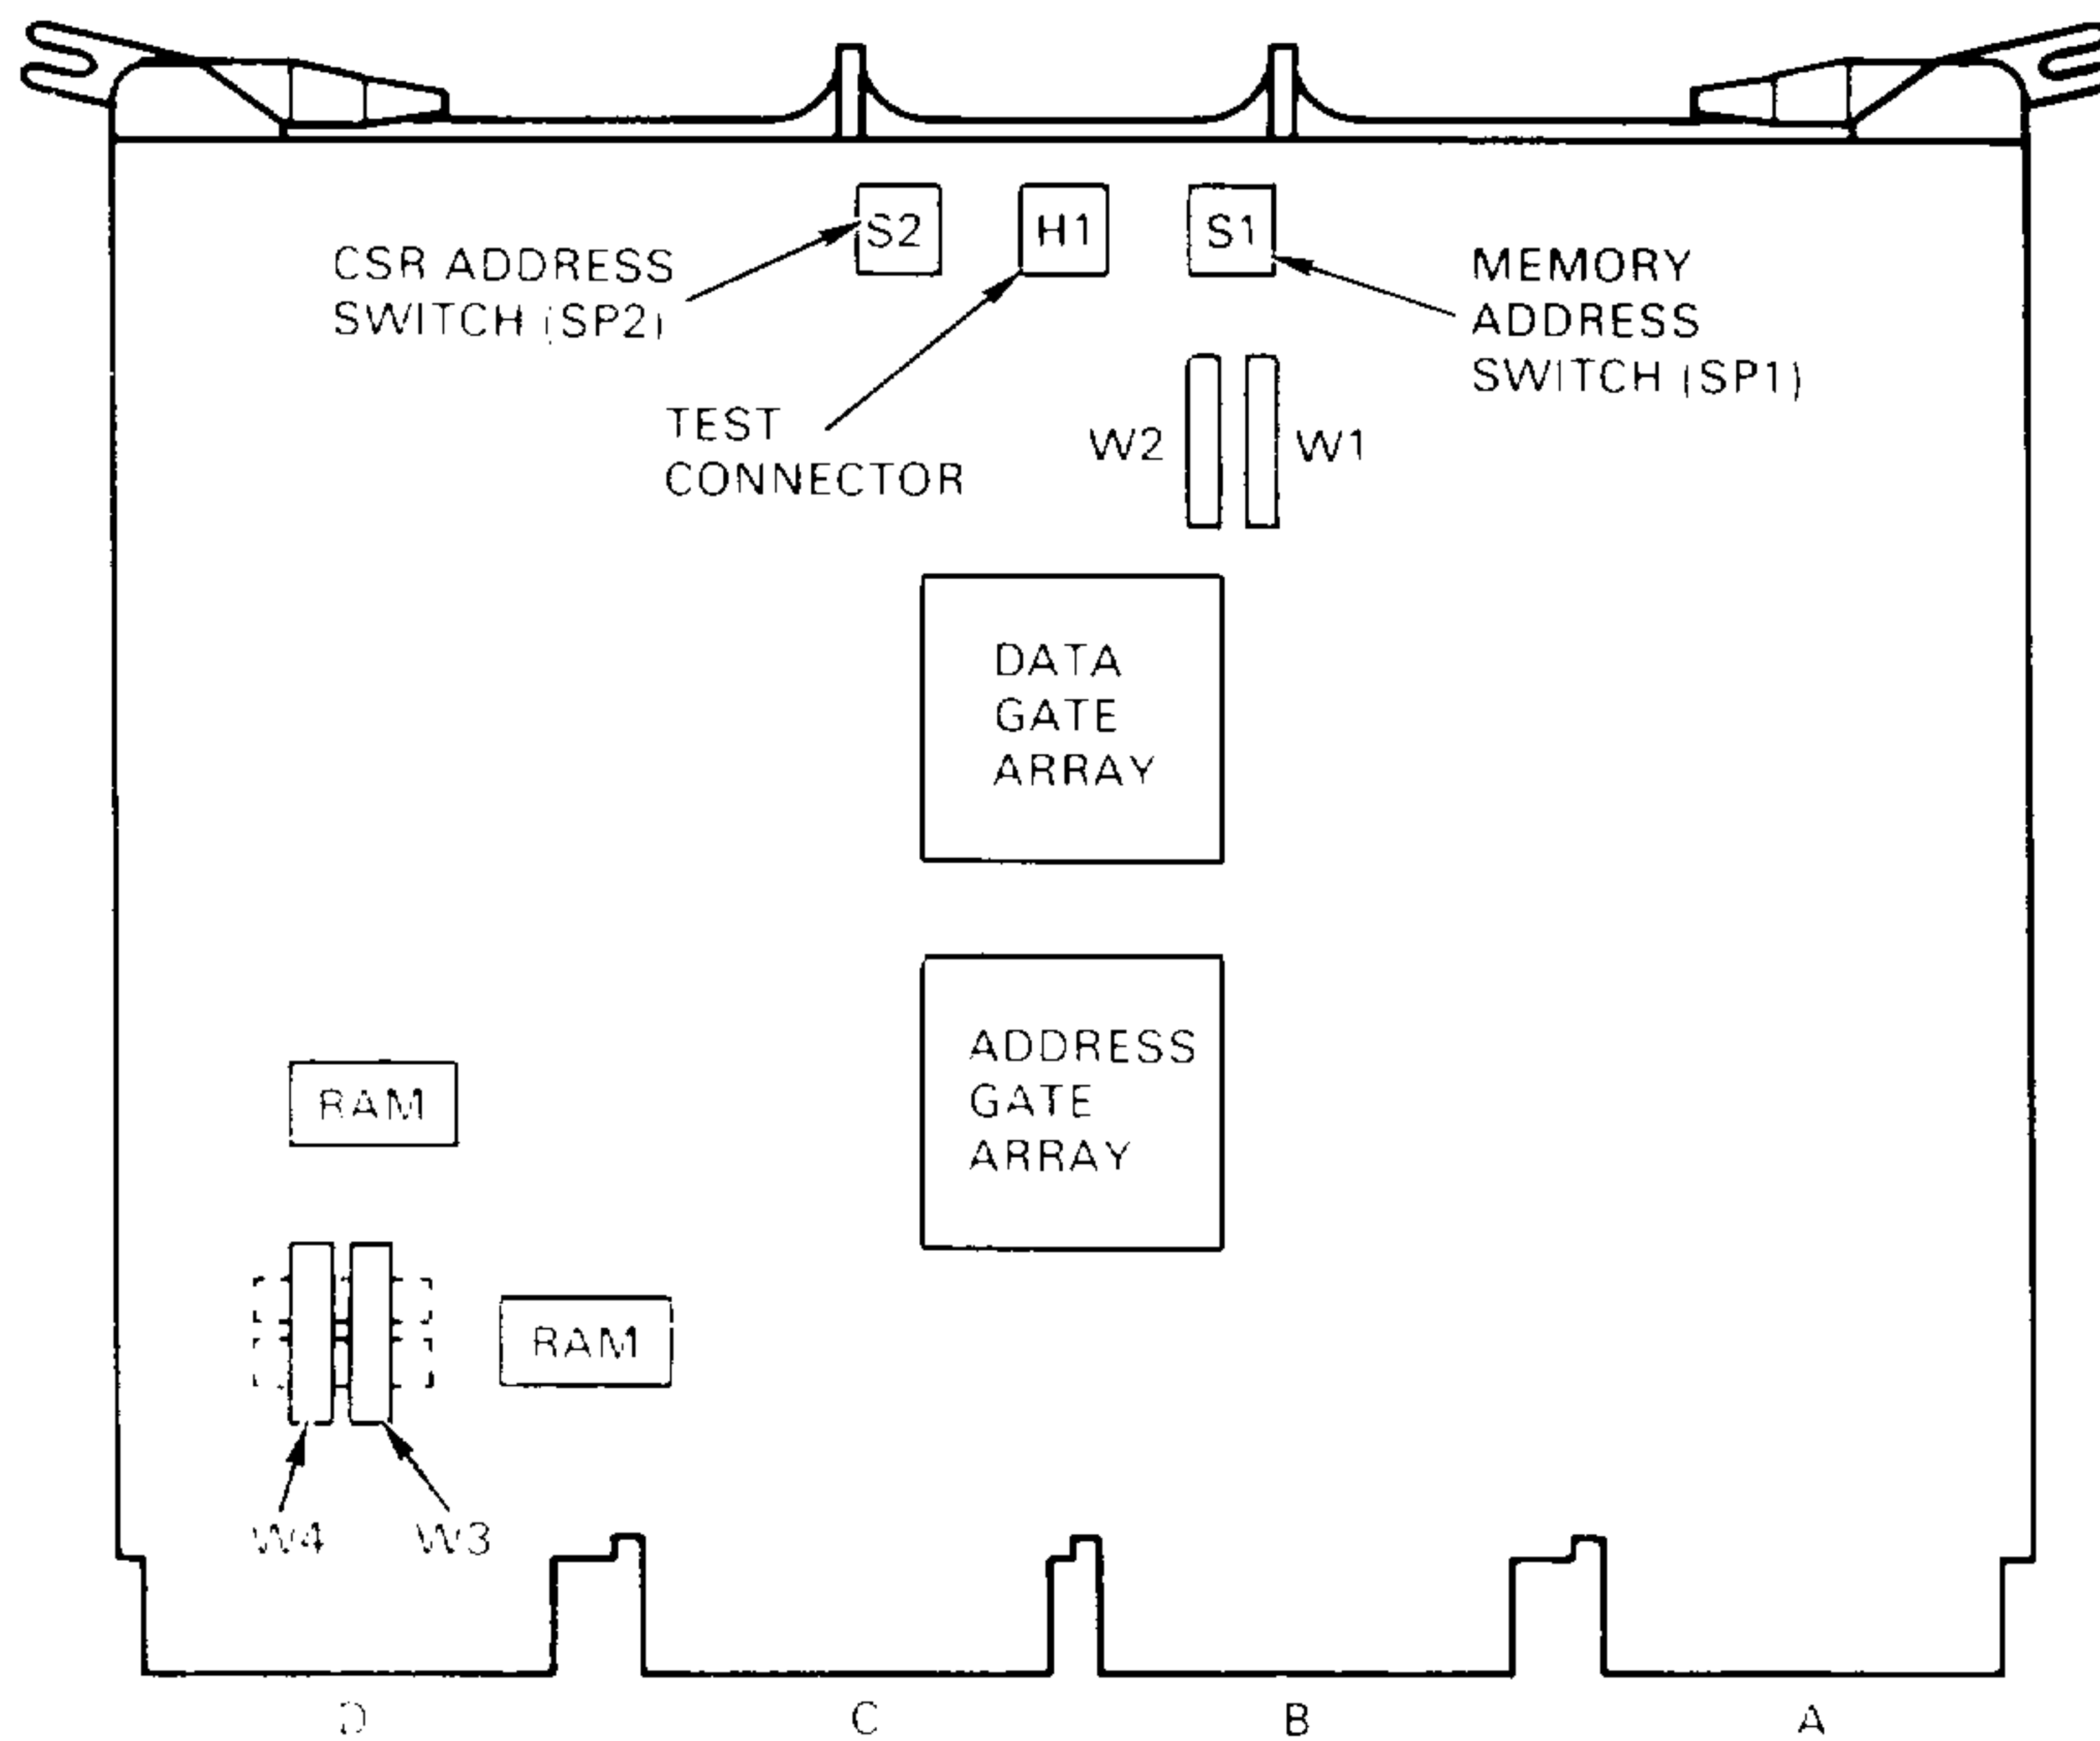 S2
H1
S1
CSR ADDRESS
SWITCH (SP2)
MEMORY
ADDRESS
SWITCH (SP1)
TEST
CONNECTOR
W2
W1
DATA
GATE
ARRAY
ADDRESS
GATE
ARRAY
RAM
RAM
W4
W3
D
C
B
A